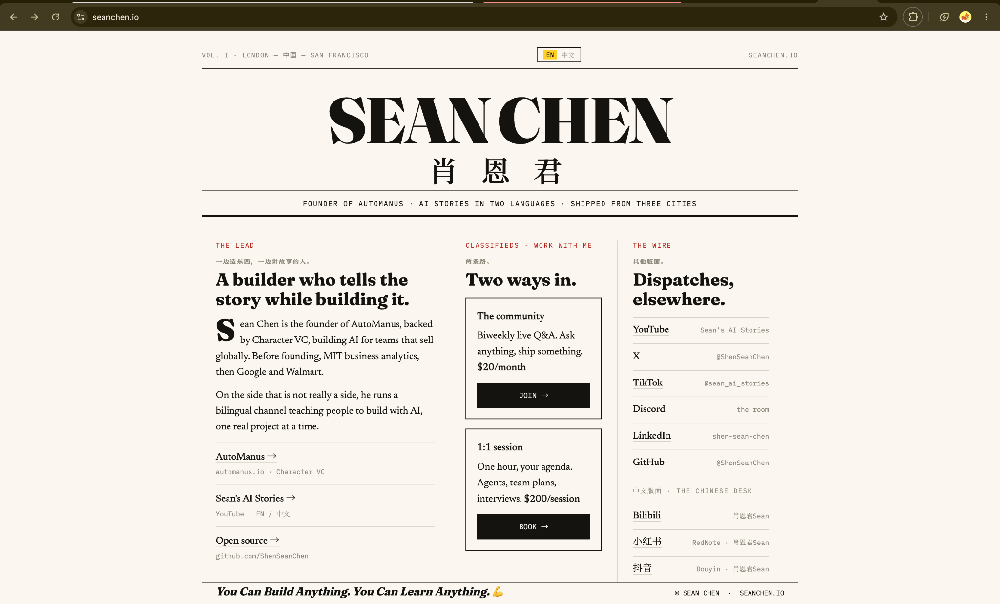 seanchen.io
VOL. I · LONDON — 中国 — SAN FRANCISCO
EN 中文
SEANCHEN.IO
SEAN CHEN
肖恩君
FOUNDER OF AUTOMANUS · AI STORIES IN TWO LANGUAGES · SHIPPED FROM THREE CITIES
THE LEAD
一边造东西，一边讲故事的人。
A builder who tells the
story while building it.
Sean Chen is the founder of AutoManus, backed
by Character VC, building AI for teams that sell
globally. Before founding, MIT business analytics,
then Google and Walmart.
On the side that is not really a side, he runs a
bilingual channel teaching people to build with AI,
one real project at a time.
AutoManus →
automanus.io · Character VC
Sean's AI Stories →
YouTube · EN / 中文
Open source →
github.com/ShenSeanChen
CLASSIFIEDS · WORK WITH ME
两条路。
Two ways in.
The community
Biweekly live Q&A. Ask
anything, ship something.
$20/month
JOIN →
1:1 session
One hour, your agenda.
Agents, team plans,
interviews. $200/session
BOOK →
THE WIRE
其他版面。
Dispatches,
elsewhere.
YouTube Sean's AI Stories
X @ShenSeanChen
TikTok @sean_ai_stories
Discord the room
LinkedIn shen-sean-chen
GitHub @ShenSeanChen
中文版面 · THE CHINESE DESK
Bilibili 肖恩君Sean
小红书 RedNote · 肖恩君Sean
抖音 Douyin · 肖恩君Sean
You Can Build Anything. You Can Learn Anything. 💪
© SEAN CHEN · SEANCHEN.IO